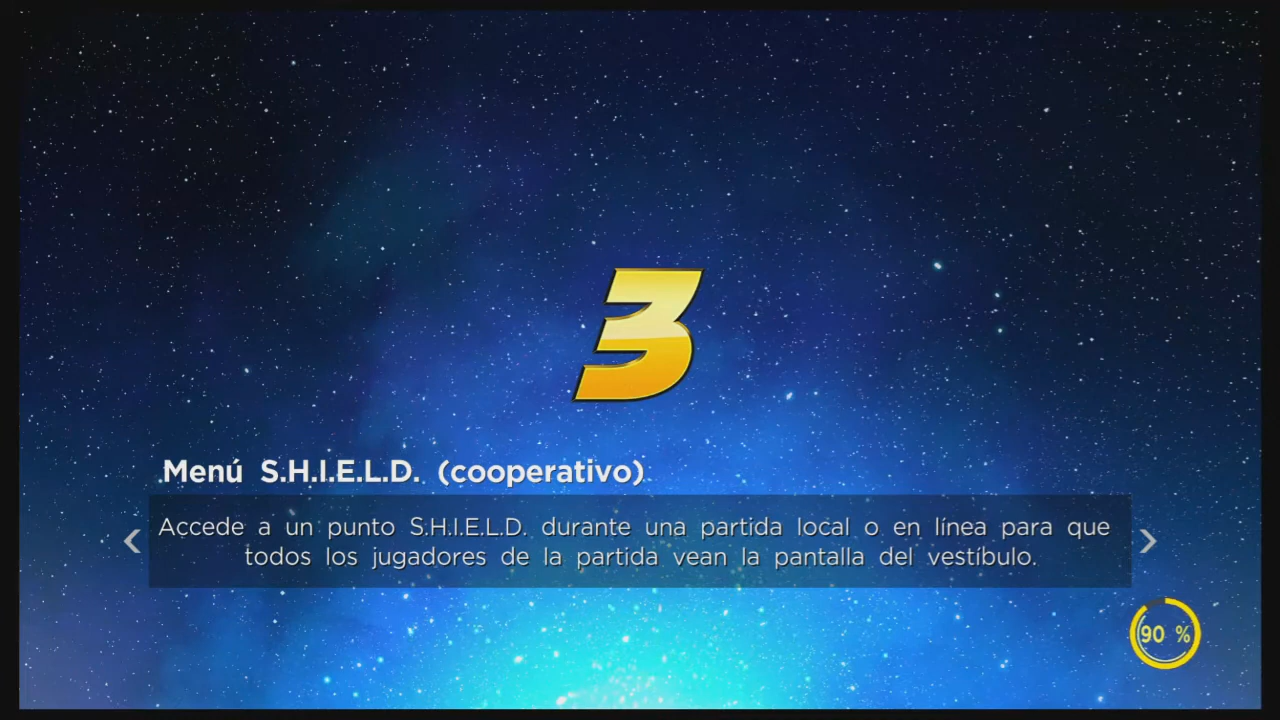 3
Menú S.H.I.E.L.D. (cooperativo)
Accede a un punto S.H.I.E.L.D. durante una partida local o en línea para que
todos los jugadores de la partida vean la pantalla del vestíbulo.
90 %